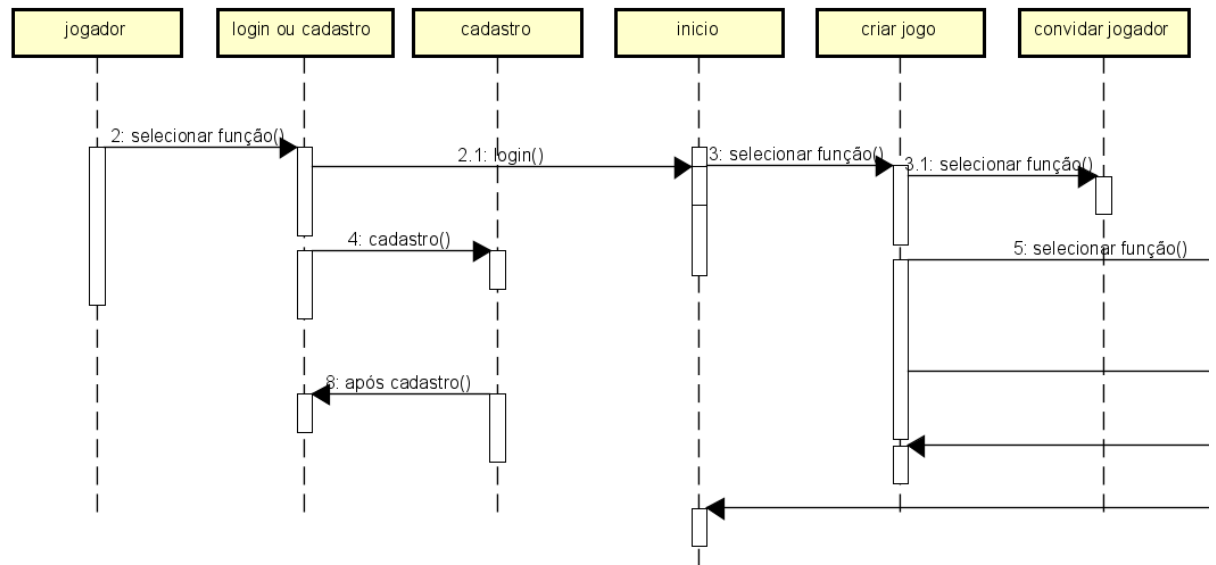 jogador
login ou cadastro
cadastro
inicio
criar jogo
convidar jogador
2: selecionar função()
2.1: login()
3: selecionar função()
3.1: selecionar função()
4: cadastro()
5: selecionar função()
8: após cadastro()